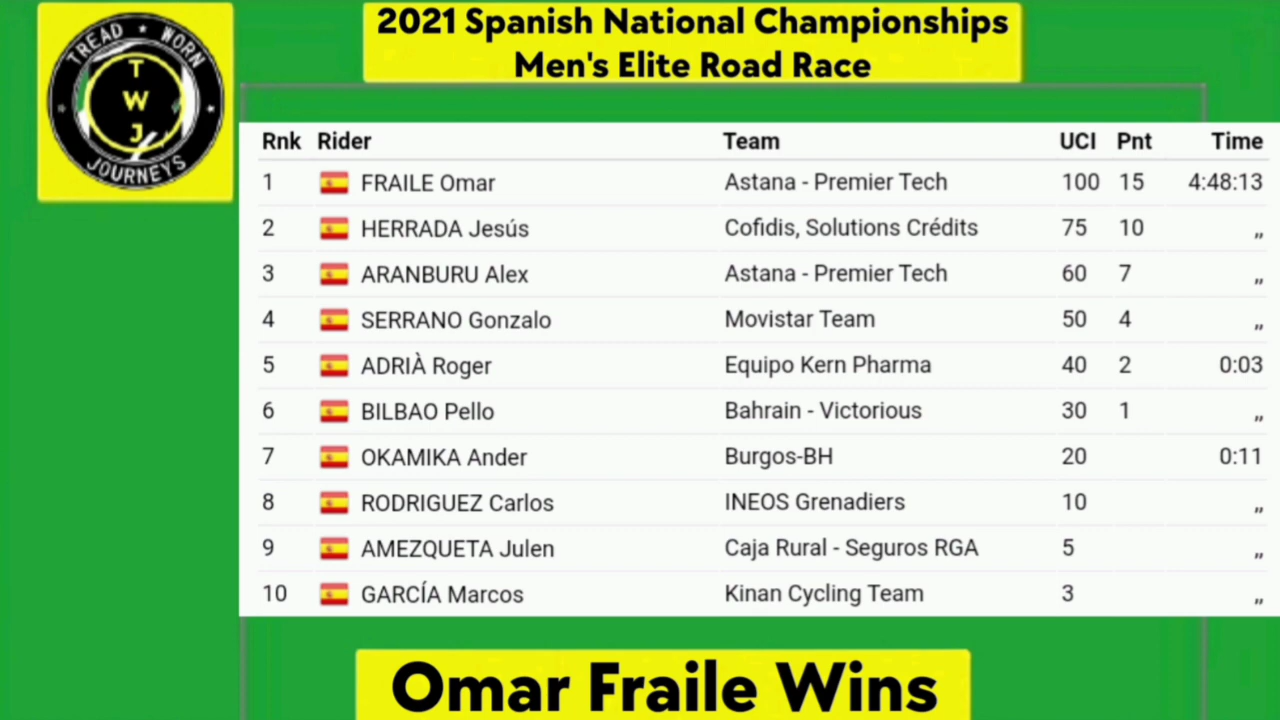 2021 Spanish National Championships
Men's Elite Road Race
TREAD ★ WORN
T
W
J
JOURNEYS
Rnk Rider Team UCI Pnt Time
1 FRAILE Omar Astana - Premier Tech 100 15 4:48:13
2 HERRADA Jesús Cofidis, Solutions Crédits 75 10 ,,
3 ARANBURU Alex Astana - Premier Tech 60 7 ,,
4 SERRANO Gonzalo Movistar Team 50 4 ,,
5 ADRIÀ Roger Equipo Kern Pharma 40 2 0:03
6 BILBAO Pello Bahrain - Victorious 30 1 ,,
7 OKAMIKA Ander Burgos-BH 20 0:11
8 RODRIGUEZ Carlos INEOS Grenadiers 10 ,,
9 AMEZQUETA Julen Caja Rural - Seguros RGA 5 ,,
10 GARCÍA Marcos Kinan Cycling Team 3 ,,
Omar Fraile Wins